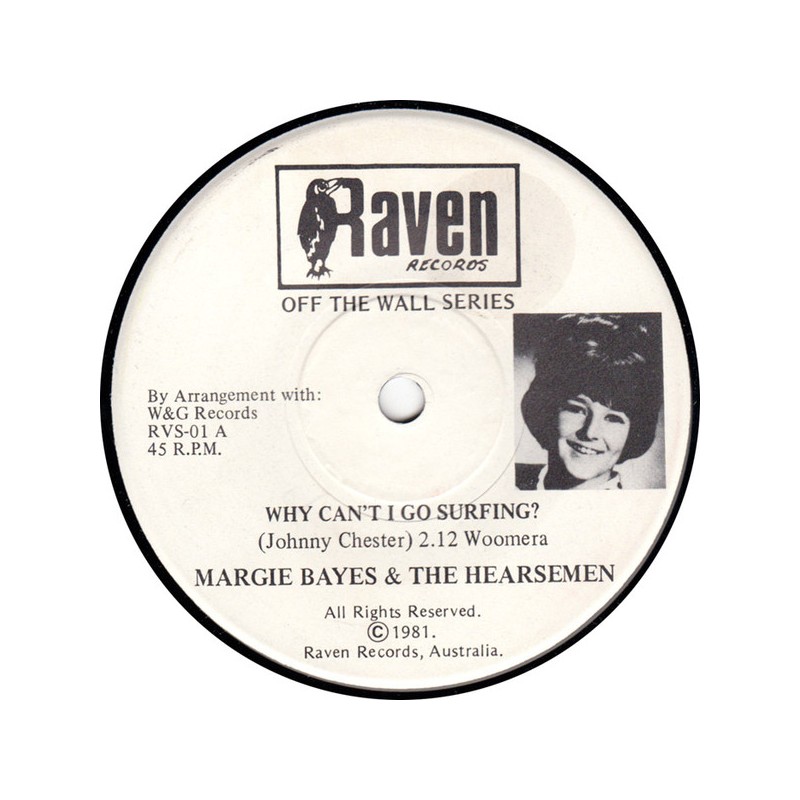 Raven
RECORDS
OFF THE WALL SERIES
By Arrangement with:
W&G Records
RVS-01 A
45 R.P.M.
WHY CAN'T I GO SURFING?
(Johnny Chester) 2.12 Woomera
MARGIE BAYES & THE HEARSEMEN
All Rights Reserved.
©1981.
Raven Records, Australia.